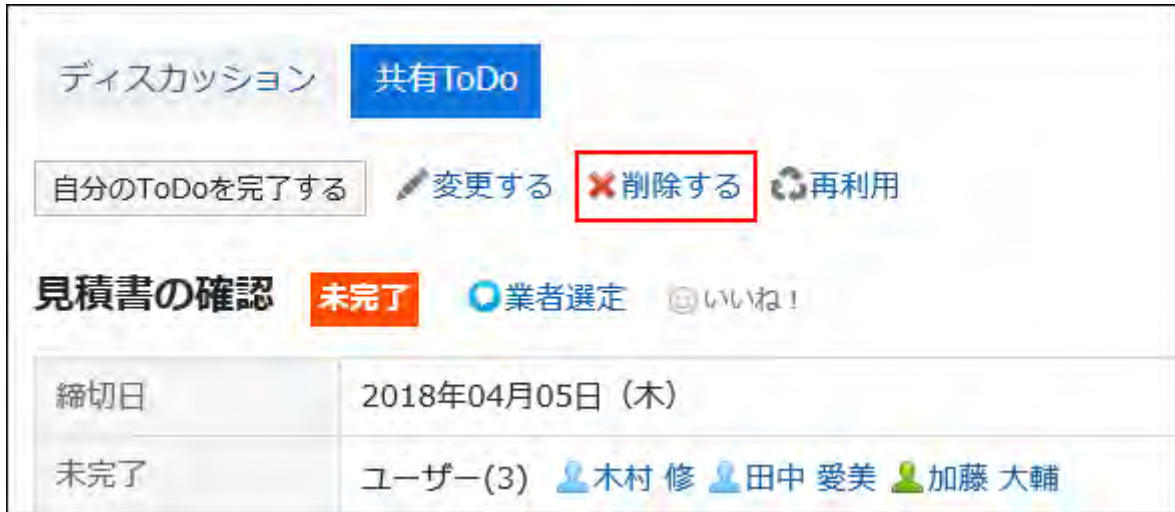 ディスカッション 共有ToDo
自分のToDoを完了する 変更する 削除する 再利用
見積書の確認 未完了 業者選定 いいね!
締切日 2018年04月05日(木)
未完了 ユーザー(3) 木村 修 田中 愛美 加藤 大輔